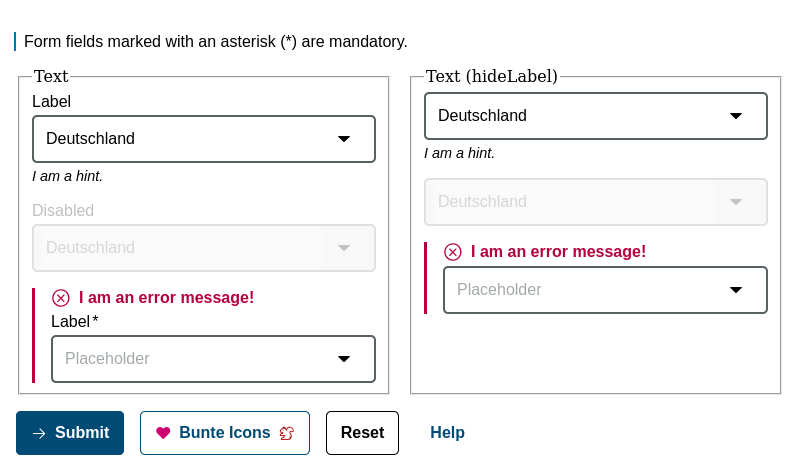 Form fields marked with an asterisk (*) are mandatory.
Text
Label
Deutschland
I am a hint.
Disabled
Deutschland
I am an error message!
Label*
Placeholder
Text (hideLabel)
Deutschland
I am a hint.
Deutschland
I am an error message!
Placeholder
Submit
Bunte Icons
Reset
Help